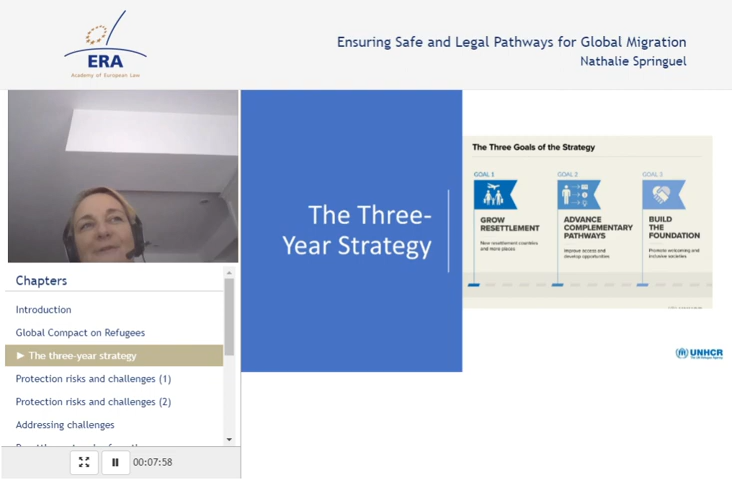 ERA
Academy of European Law
Ensuring Safe and Legal Pathways for Global Migration
Nathalie Springuel
The Three-
Year Strategy
The Three Goals of the Strategy
GOAL 1
GROW
RESETTLEMENT
New resettlement countries
and more places
GOAL 2
ADVANCE
COMPLEMENTARY
PATHWAYS
Improve access and
develop opportunities
GOAL 3
BUILD
THE
FOUNDATION
Promote welcoming and
inclusive societies
UNHCR
The UN Refugee Agency
Chapters
Introduction
Global Compact on Refugees
► The three-year strategy
Protection risks and challenges (1)
Protection risks and challenges (2)
Addressing challenges
00:07:58